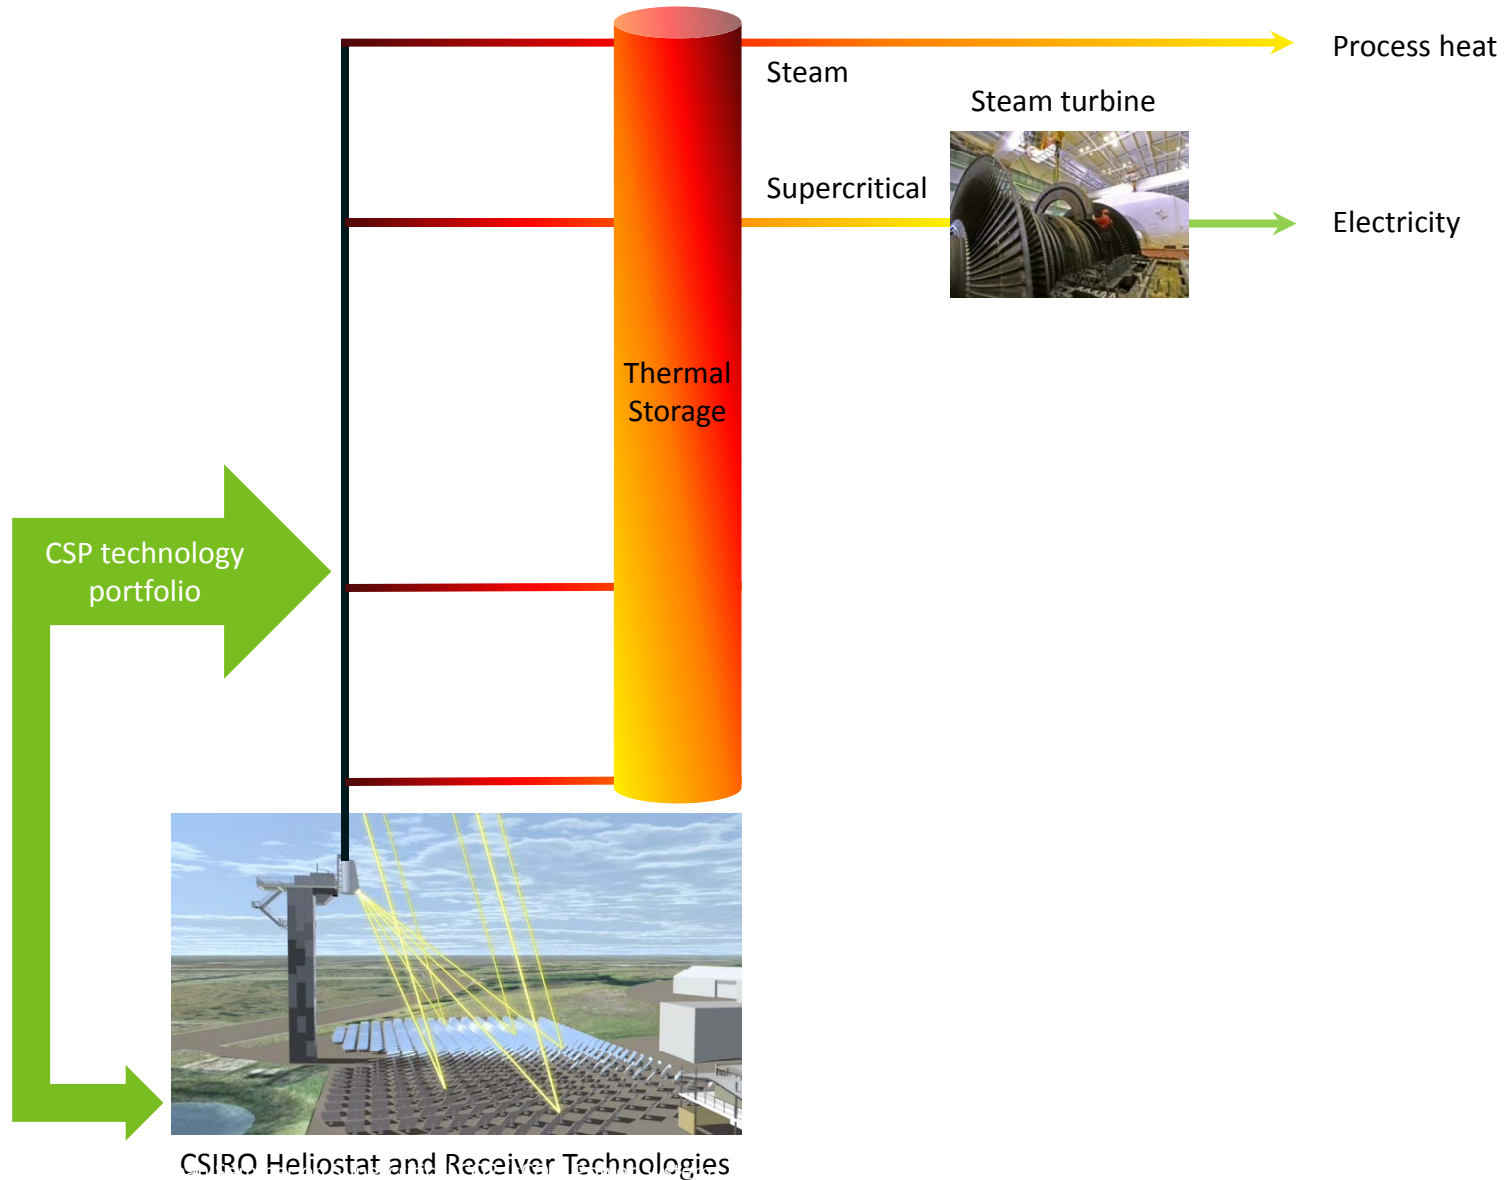 Process heat
Steam
Steam turbine
Supercritical
Electricity
Thermal
Storage
CSP technology
portfolio
CSIRO Heliostat and Receiver Technologies